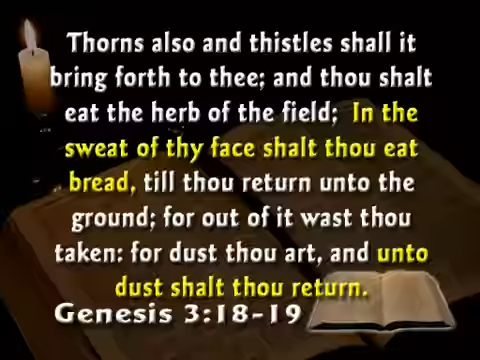 Thorns also and thistles shall it
bring forth to thee; and thou shalt
eat the herb of the field;  In the
sweat of thy face shalt thou eat
bread, till thou return unto the
ground; for out of it wast thou
taken: for dust thou art, and unto
dust shalt thou return.
Genesis 3:18-19